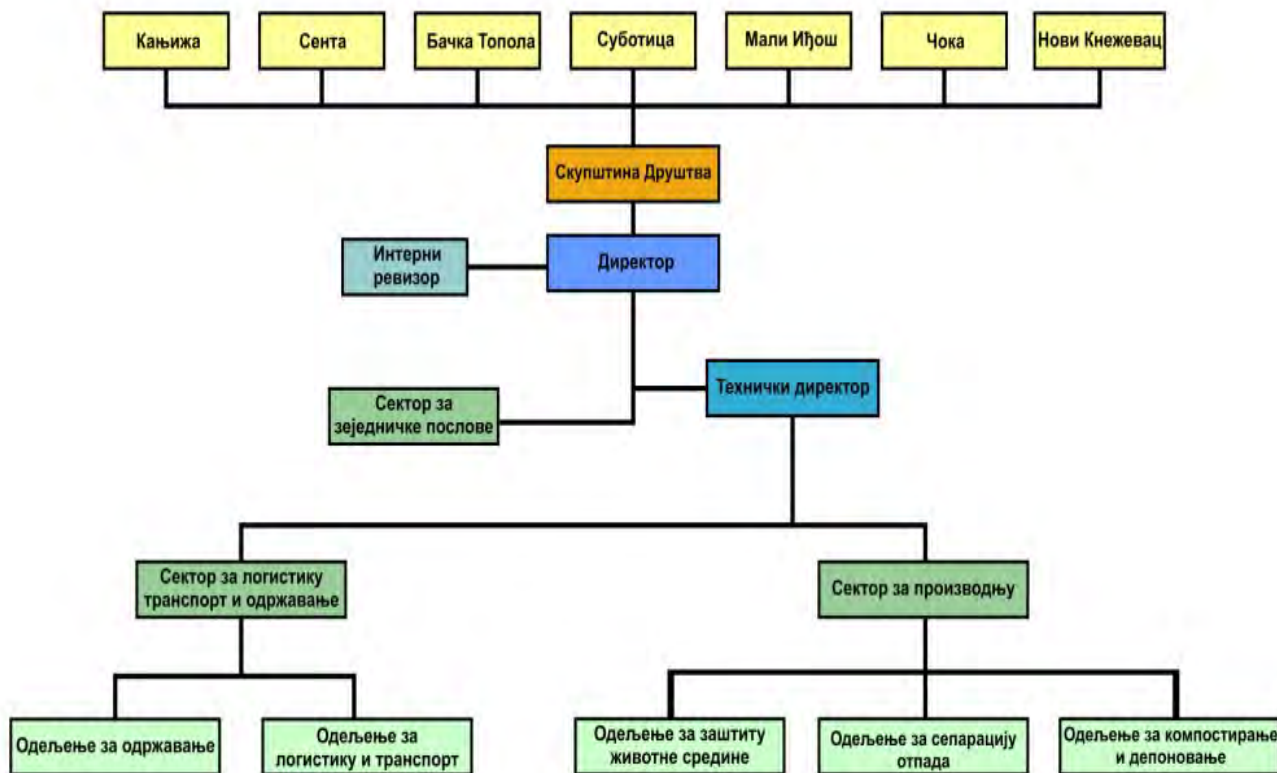 Кањижа
Сента
Бачка Топола
Суботица
Мали Иђош
Чока
Нови Кнежевац
Скупштина Друштва
Интерни
ревизор
Директор
Технички директор
Сектор за
зеједничке послове
Сектор за логистику
транспорт и одржавање
Сектор за производњу
Одељење за одржавање
Одељење за
логистику и транспорт
Одељење за заштиту
животне средине
Одељење за сепарацију
отпада
Одељење за компостирање
и депоновање